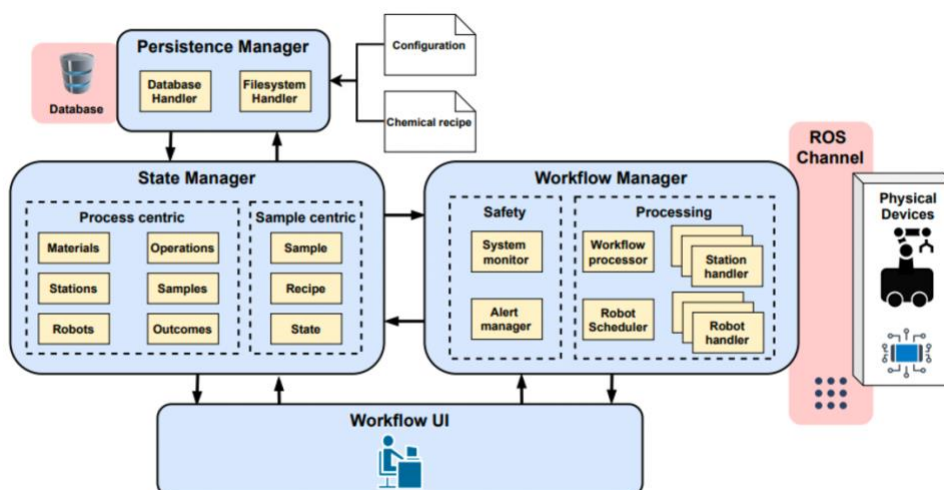 Persistence Manager
Database
Handler
Filesystem
Handler
Database
Configuration
Chemical recipe
State Manager
Process centric
Materials
Operations
Stations
Samples
Robots
Outcomes
Sample centric
Sample
Recipe
State
Workflow Manager
Safety
System
monitor
Alert
manager
Processing
Workflow
processor
Station
handler
Robot
Scheduler
Robot
handler
ROS
Channel
Physical
Devices
Workflow UI